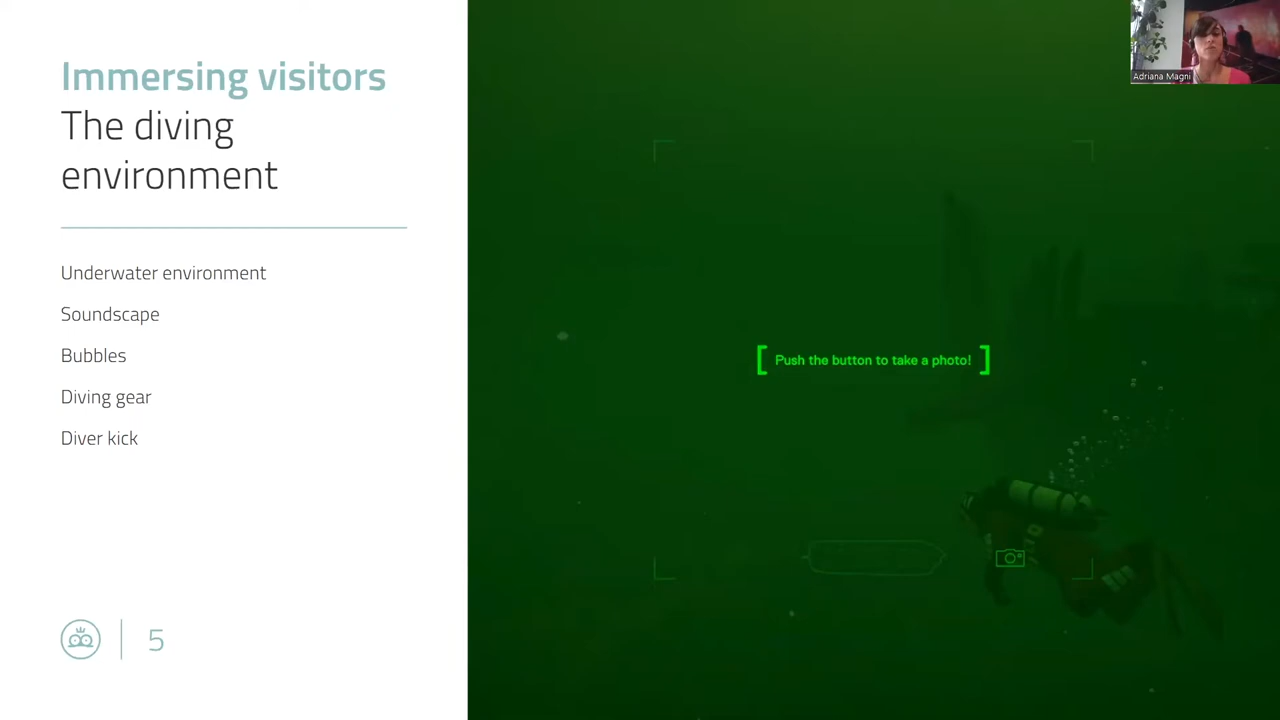 Immersing visitors
The diving
environment
Underwater environment
Soundscape
Bubbles
Diving gear
Diver kick
5
Push the button to take a photo!
Adriana Magni